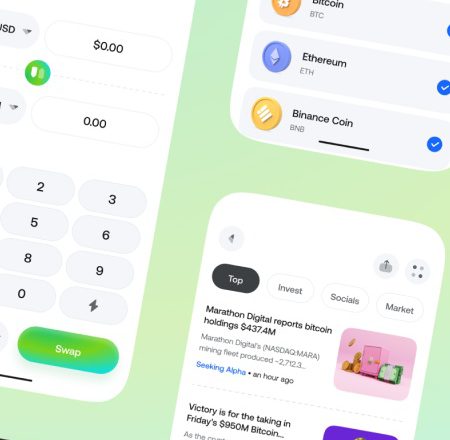 USD
$0.00
0.00
2
3
5
6
8
9
0
Swap
Bitcoin
BTC
Ethereum
ETH
Binance Coin
BNB
Top
Invest
Socials
Market
Marathon Digital reports bitcoin
holdings $437.4M
Marathon Digital's (NASDAQ:MARA)
mining fleet produced ~2,712.3...
Seeking Alpha • an hour ago
Victory is for the taking in
Friday's $950M Bitcoin...
As the